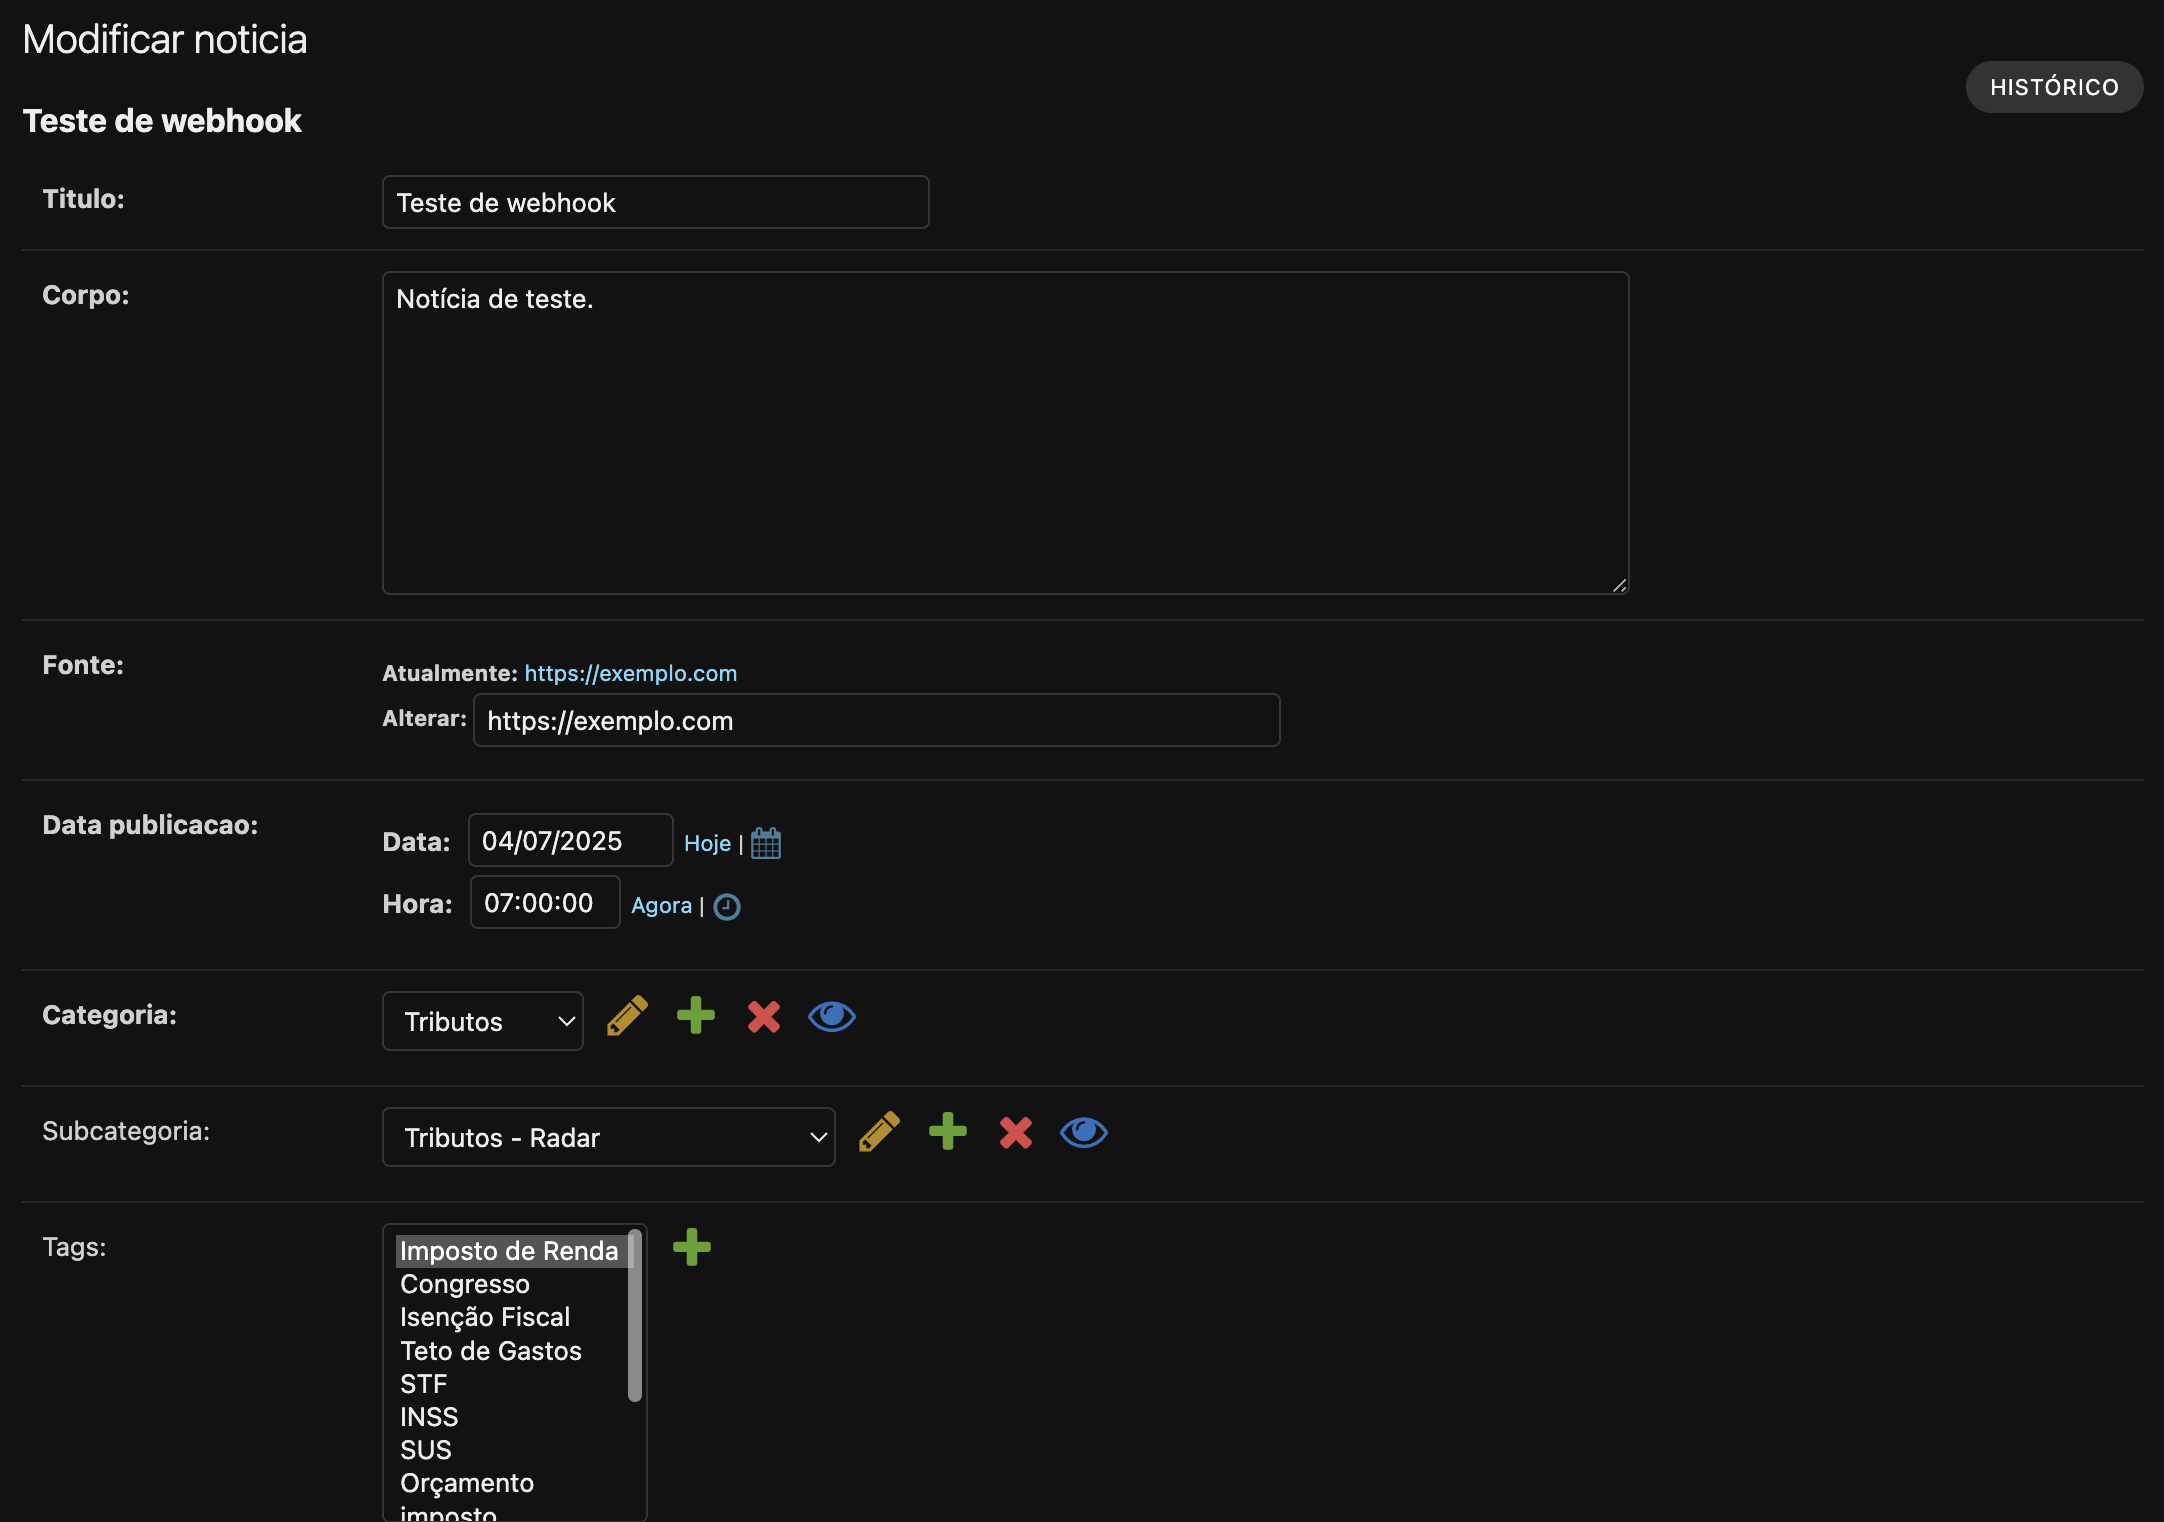 Modificar noticia
HISTÓRICO
Teste de webhook
Titulo:
Teste de webhook
Corpo:
Notícia de teste.
Fonte:
Atualmente: https://exemplo.com
Alterar: https://exemplo.com
Data publicacao:
Data: 04/07/2025 Hoje |
Hora: 07:00:00 Agora |
Categoria:
Tributos
Subcategoria:
Tributos - Radar
Tags:
Imposto de Renda
Congresso
Isenção Fiscal
Teto de Gastos
STF
INSS
SUS
Orçamento
imposto